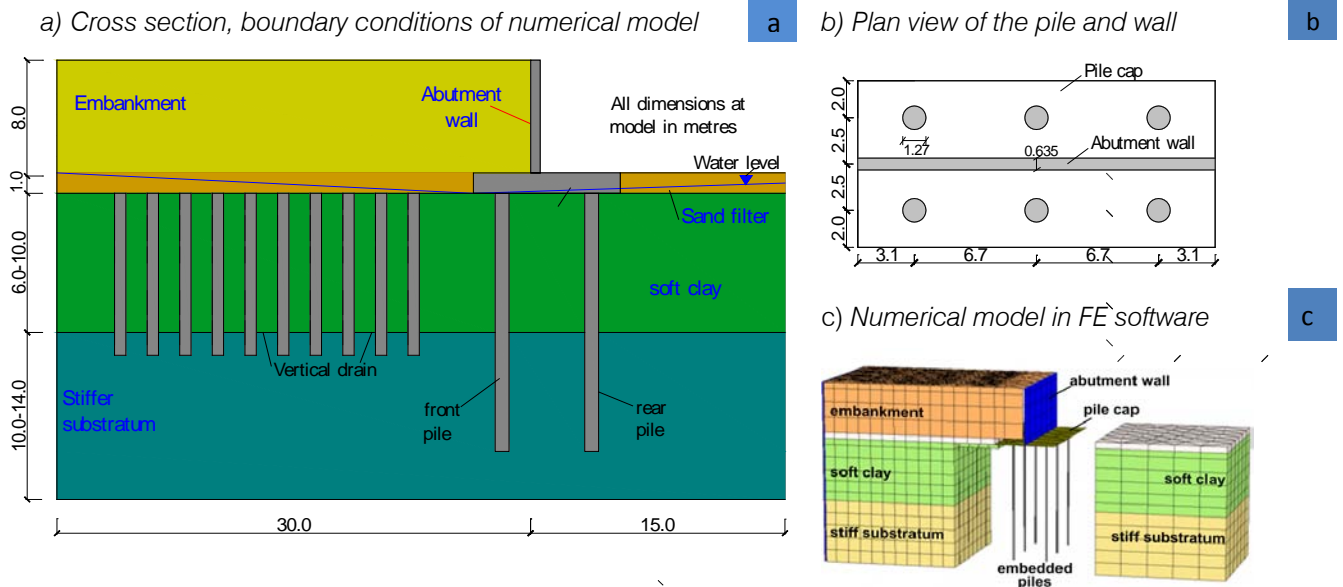 a) Cross section, boundary conditions of numerical model
a
b) Plan view of the pile and wall
b
8.0
1.0
6.0-10.0
10.0-14.0
Embankment
Abutment
wall
All dimensions at
model in metres
Water level
Sand filter
soft clay
Vertical drain
Stiffer
substratum
front
pile
rear
pile
30.0
15.0
Pile cap
2.0
2.5
2.5
2.0
1.27
0.635
Abutment wall
3.1
6.7
6.7
3.1
c) Numerical model in FE software
c
abutment wall
pile cap
embankment
soft clay
soft clay
stiff substratum
stiff substratum
embedded
piles